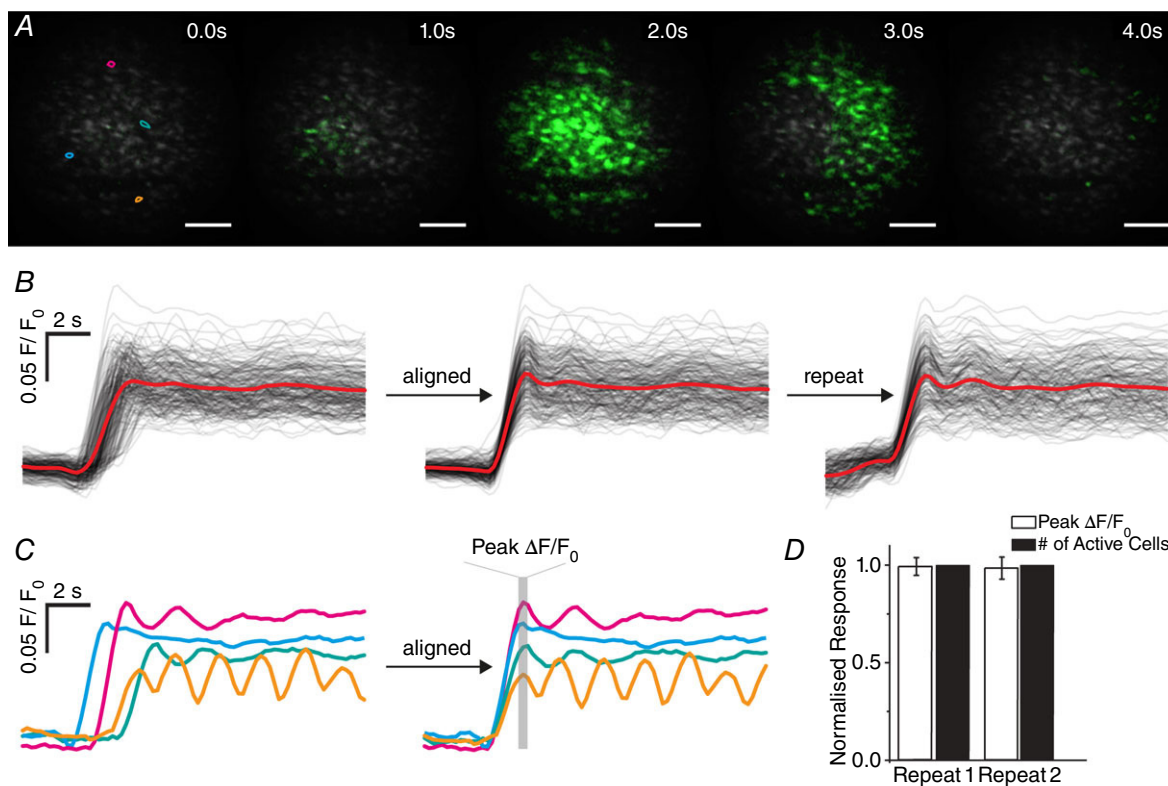 A
0.0s
1.0s
2.0s
3.0s
4.0s
B
2 s
0.05 F/ F0
aligned
repeat
C
2 s
0.05 F/ F0
Peak ΔF/F0
aligned
D
Peak ΔF/F0
# of Active Cells
Normalised Response
1.0
0.5
0.0
Repeat 1 Repeat 2